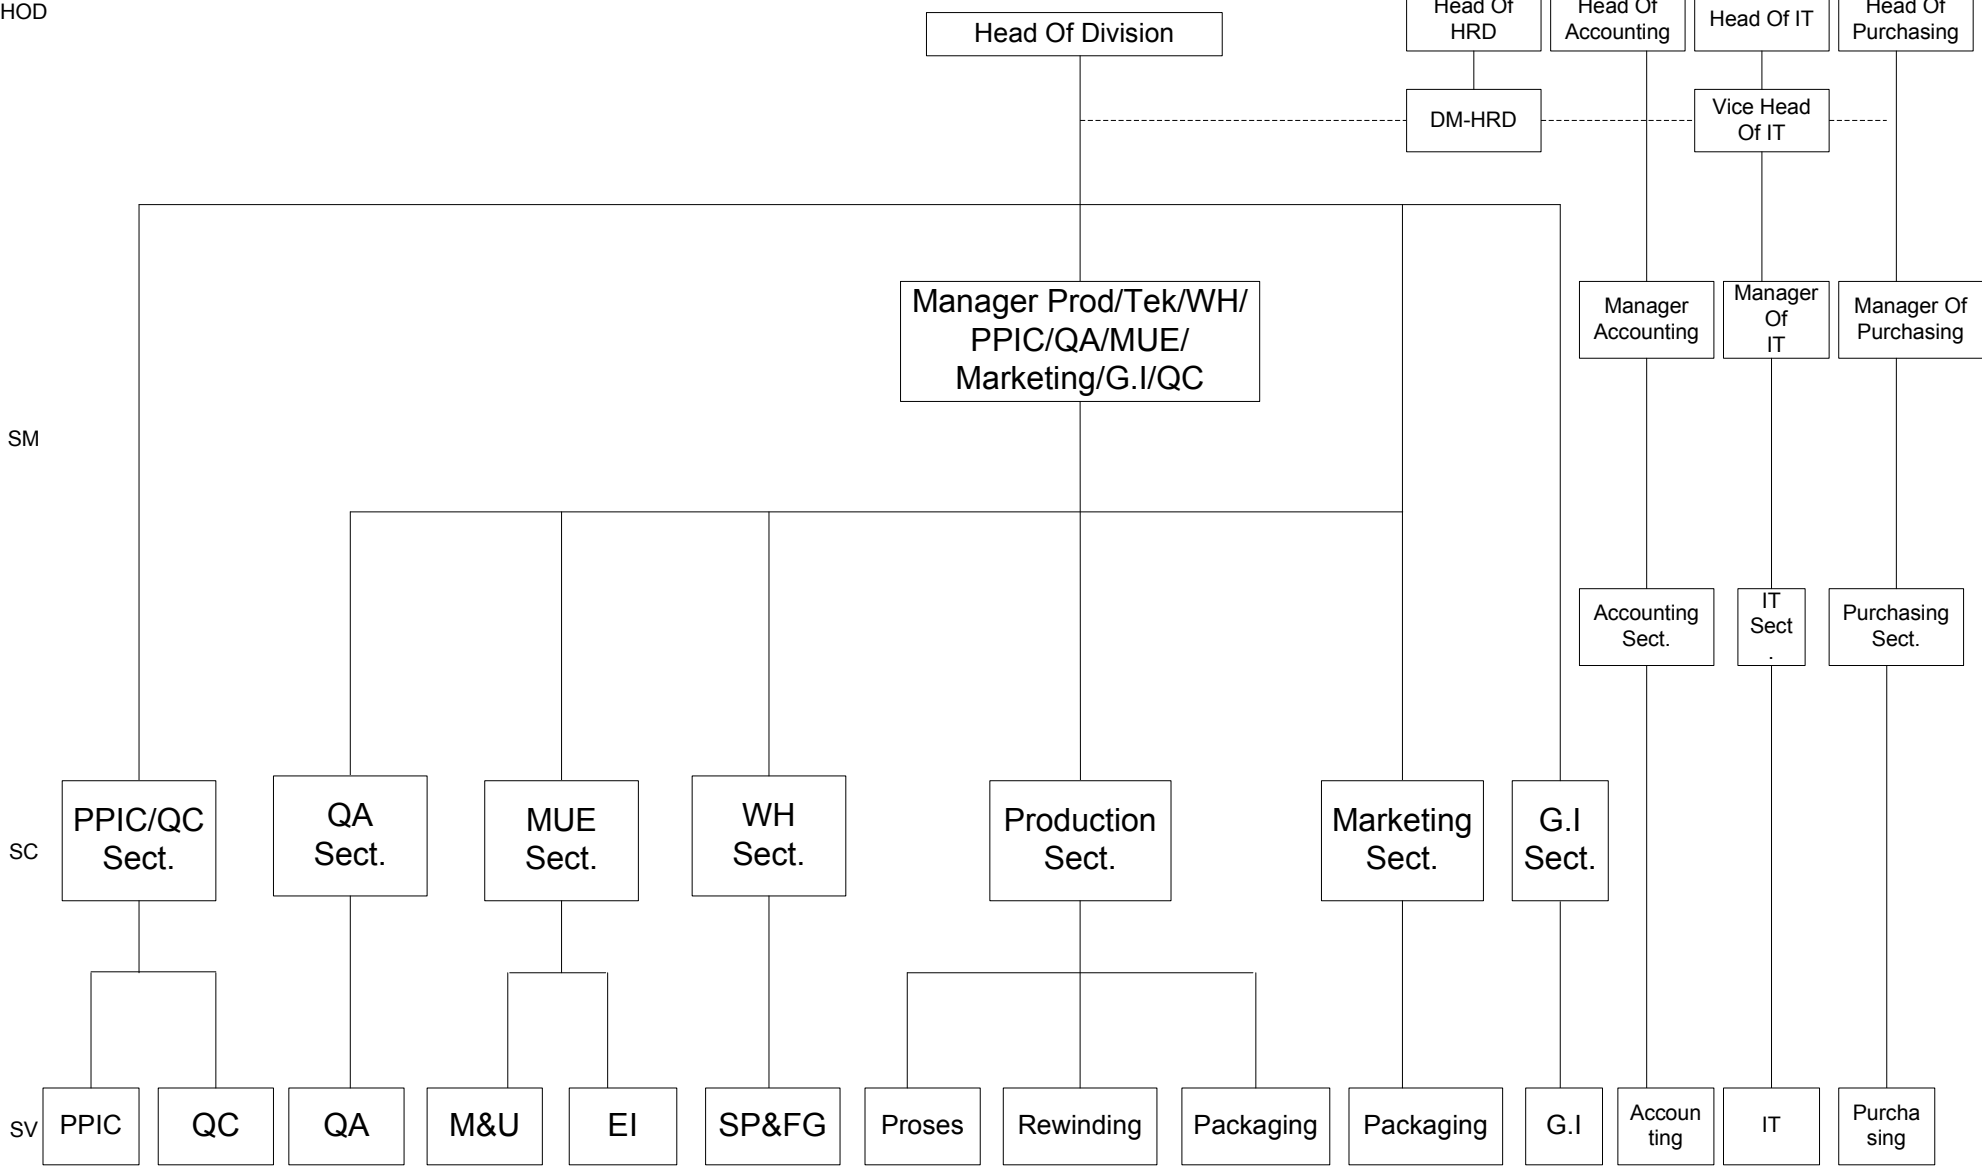 HOD
Head Of Division
Head Of
HRD
Head Of
Accounting
Head Of IT
Head Of
Purchasing
DM-HRD
Vice Head
Of IT
Manager Prod/Tek/WH/
PPIC/QA/MUE/
Marketing/G.I/QC
Manager
Accounting
Manager
Of
IT
Manager Of
Purchasing
SM
Accounting
Sect.
IT
Sect
.
Purchasing
Sect.
SC
PPIC/QC
Sect.
QA
Sect.
MUE
Sect.
WH
Sect.
Production
Sect.
Marketing
Sect.
G.I
Sect.
SV
PPIC
QC
QA
M&U
EI
SP&FG
Proses
Rewinding
Packaging
Packaging
G.I
Accoun
ting
IT
Purcha
sing